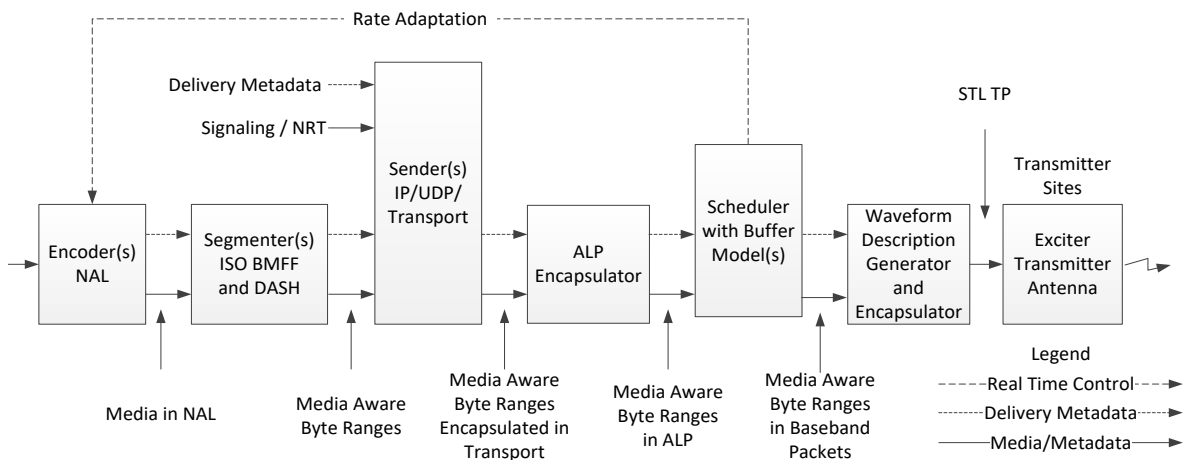 Rate Adaptation
Delivery Metadata
Signaling / NRT
STL TP
Transmitter
Sites
Encoder(s)
NAL
Segmenter(s)
ISO BMFF
and DASH
Sender(s)
IP/UDP/
Transport
ALP
Encapsulator
Scheduler
with Buffer
Model(s)
Waveform
Description
Generator
and
Encapsulator
Exciter
Transmitter
Antenna
Media in NAL
Media Aware
Byte Ranges
Media Aware
Byte Ranges
Encapsulated in
Transport
Media Aware
Byte Ranges
in ALP
Media Aware
Byte Ranges
in Baseband
Packets
Legend
Real Time Control
Delivery Metadata
Media/Metadata